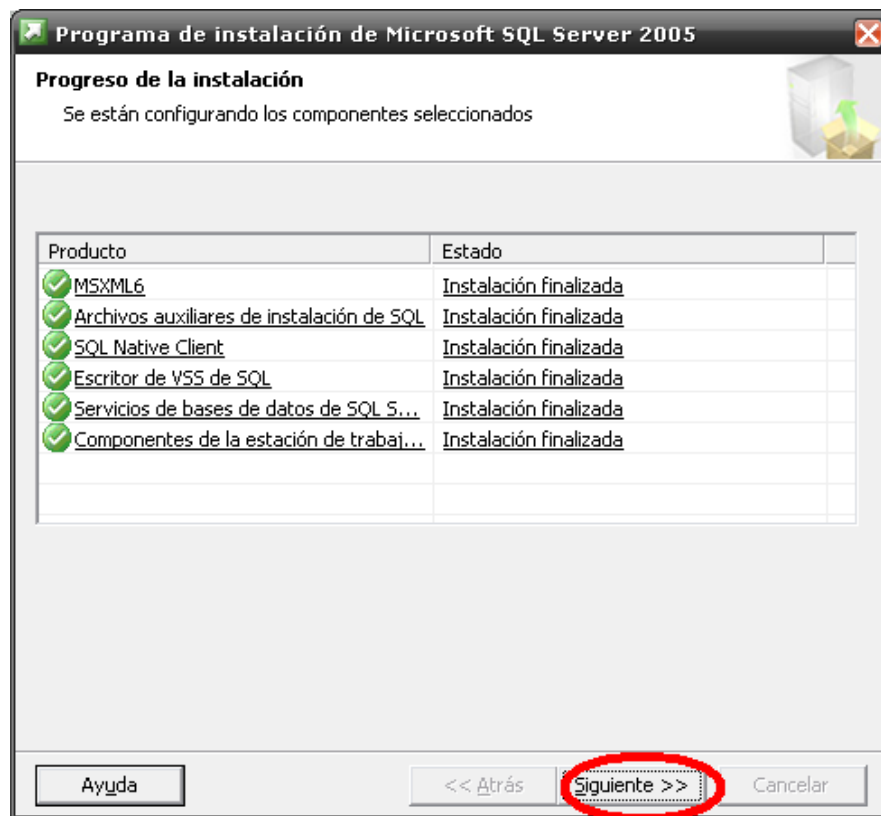 Programa de instalación de Microsoft SQL Server 2005
Progreso de la instalación
Se están configurando los componentes seleccionados
Producto Estado
MSXML6 Instalación finalizada
Archivos auxiliares de instalación de SQL Instalación finalizada
SQL Native Client Instalación finalizada
Escritor de VSS de SQL Instalación finalizada
Servicios de bases de datos de SQL S... Instalación finalizada
Componentes de la estación de trabaj... Instalación finalizada
Ayuda << Atrás Siguiente >> Cancelar